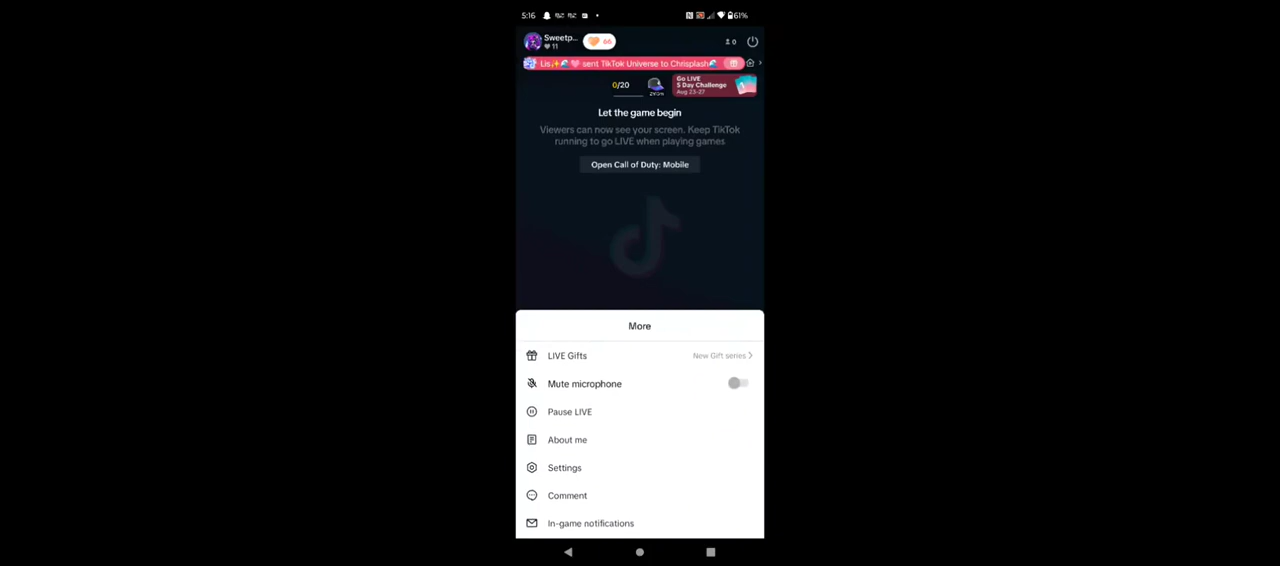 5:16
61%
Sweetp...
66
11
0
Lis✨🌊💖 sent TikTok Universe to Chrisplash🌊
0/20
Go LIVE
5 Day Challenge
Aug 23-27
Let the game begin
Viewers can now see your screen. Keep TikTok
running to go LIVE when playing games
Open Call of Duty: Mobile
More
LIVE Gifts
New Gift series
Mute microphone
Pause LIVE
About me
Settings
Comment
In-game notifications